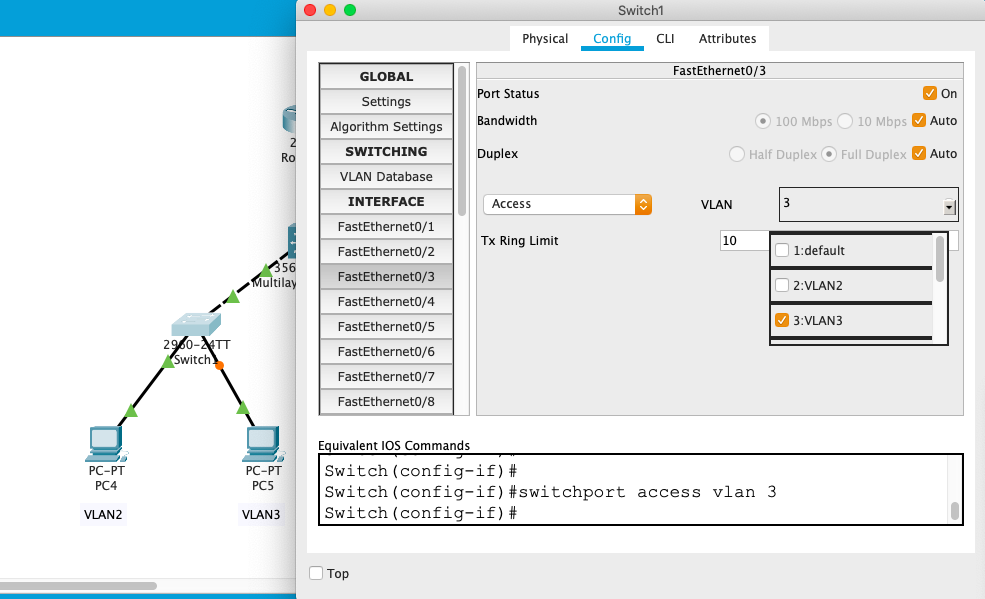 Switch1
Physical
Config
CLI
Attributes
GLOBAL
Settings
Algorithm Settings
SWITCHING
VLAN Database
INTERFACE
FastEthernet0/1
FastEthernet0/2
FastEthernet0/3
FastEthernet0/4
FastEthernet0/5
FastEthernet0/6
FastEthernet0/7
FastEthernet0/8
FastEthernet0/3
Port Status
On
Bandwidth
100 Mbps
10 Mbps
Auto
Duplex
Half Duplex
Full Duplex
Auto
Access
VLAN
3
Tx Ring Limit
10
1:default
2:VLAN2
3:VLAN3
Equivalent IOS Commands
Switch(config-if)#
Switch(config-if)#switchport access vlan 3
Switch(config-if)#
Top
2
Ro
356
Multilay
2960-24TT
Switch1
PC-PT
PC4
VLAN2
PC-PT
PC5
VLAN3